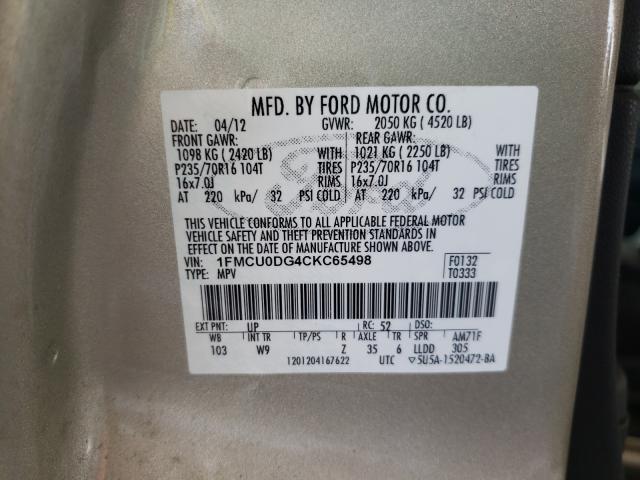 MFD. BY FORD MOTOR CO.
DATE: 04/12 GVWR: 2050 KG ( 4520 LB)
FRONT GAWR: REAR GAWR:
1098 KG ( 2420 LB) WITH 1021 KG ( 2250 LB) WITH
P235/70R16 104T TIRES P235/70R16 104T TIRES
16x7.0J RIMS 16x7.0J RIMS
AT 220 kPa/ 32 PSI COLD AT 220 kPa/ 32 PSI COLD
THIS VEHICLE CONFORMS TO ALL APPLICABLE FEDERAL MOTOR
VEHICLE SAFETY AND THEFT PREVENTION STANDARDS IN
EFFECT ON THE DATE OF MANUFACTURE SHOWN ABOVE.
VIN: 1FMCU0DG4CKC65498 F0132
TYPE: MPV T0333
EXT PNT: UP RC: 52 DSO:
WB INT TR TP/PS R AXLE TR SPR AM71F
103 W9 Z 35 6 LLDD 305
1201204167622 UTC ▽5U5A-1520472-BA
Ford